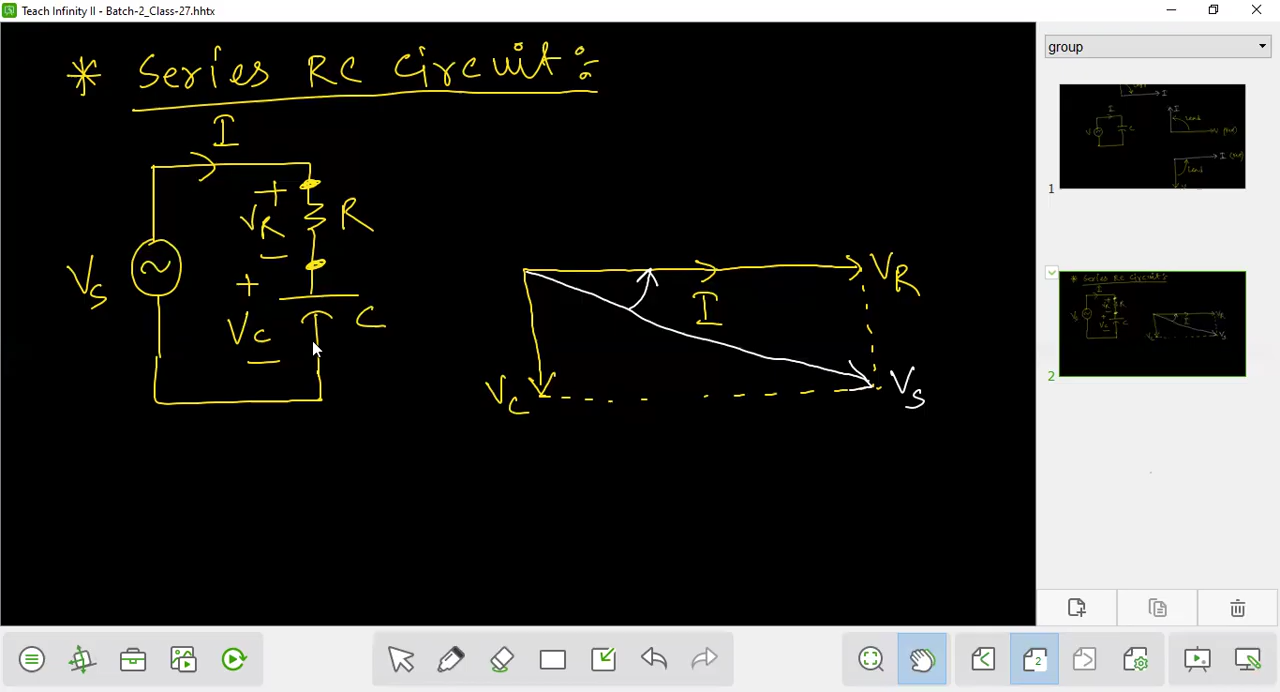 Teach Infinity II - Batch-2_Class-27.hhtx
group
* Series RC Circuit :-
I
+
VR
R
-
+
Vs
Vc
C
-
VR
I
Vc
Vs
1
2
2